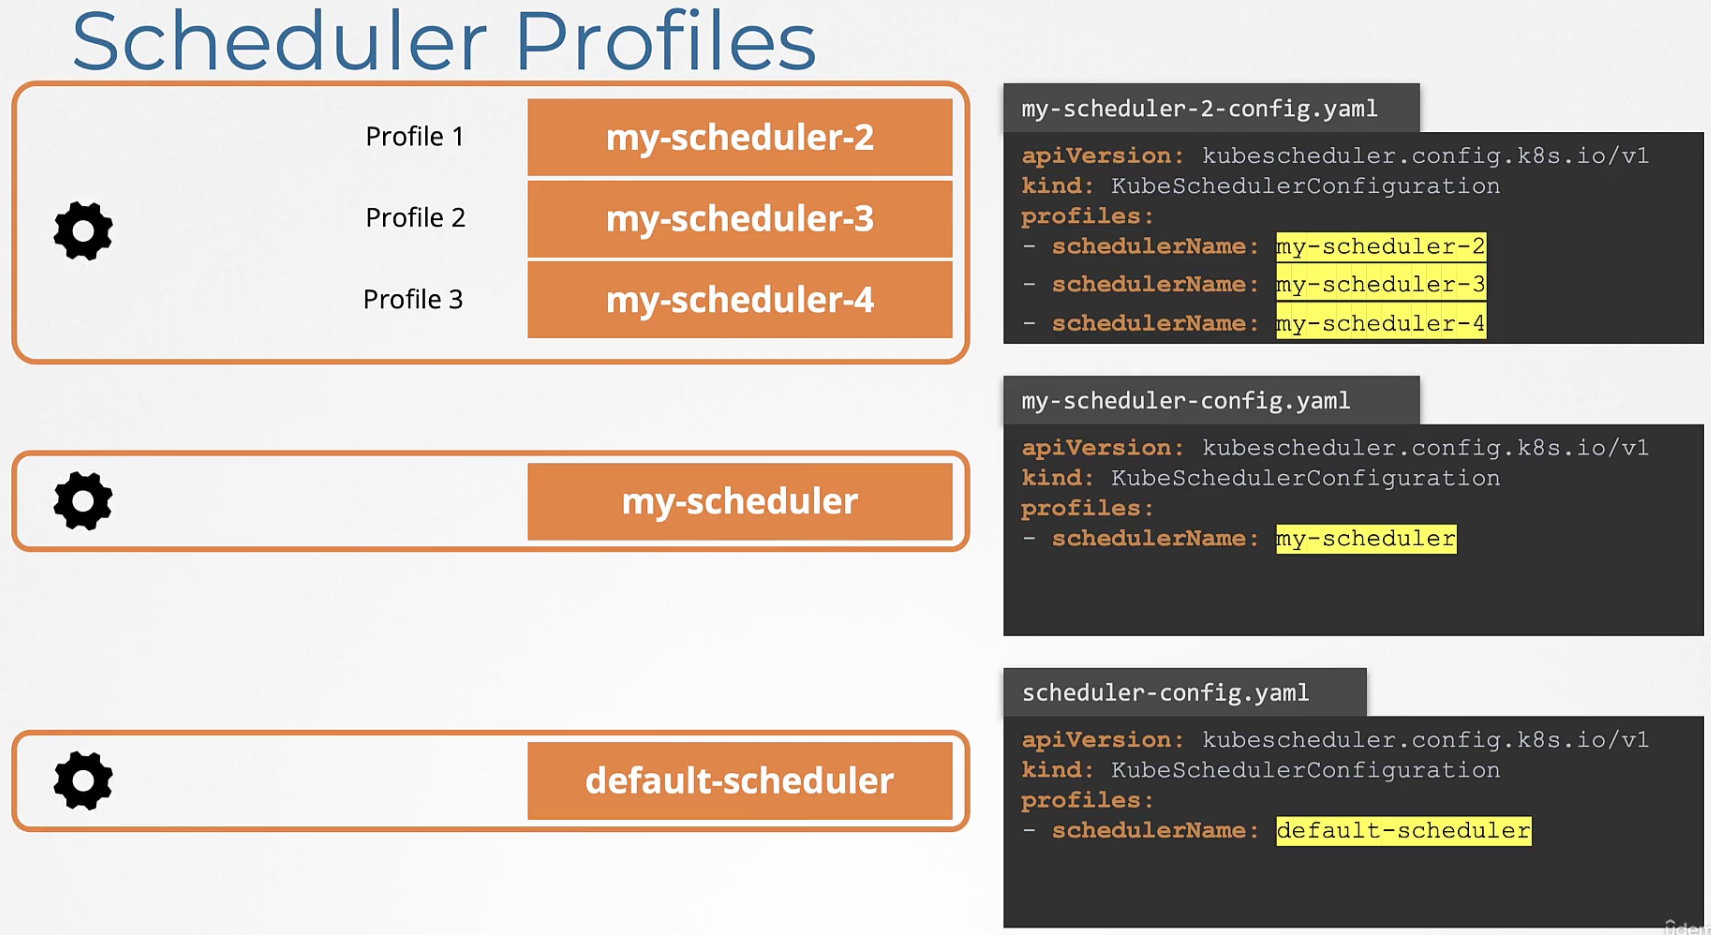 Scheduler Profiles
Profile 1
my-scheduler-2
Profile 2
my-scheduler-3
Profile 3
my-scheduler-4
my-scheduler-2-config.yaml
apiVersion: kubescheduler.config.k8s.io/v1
kind: KubeSchedulerConfiguration
profiles:
- schedulerName: my-scheduler-2
- schedulerName: my-scheduler-3
- schedulerName: my-scheduler-4
my-scheduler
my-scheduler-config.yaml
apiVersion: kubescheduler.config.k8s.io/v1
kind: KubeSchedulerConfiguration
profiles:
- schedulerName: my-scheduler
default-scheduler
scheduler-config.yaml
apiVersion: kubescheduler.config.k8s.io/v1
kind: KubeSchedulerConfiguration
profiles:
- schedulerName: default-scheduler